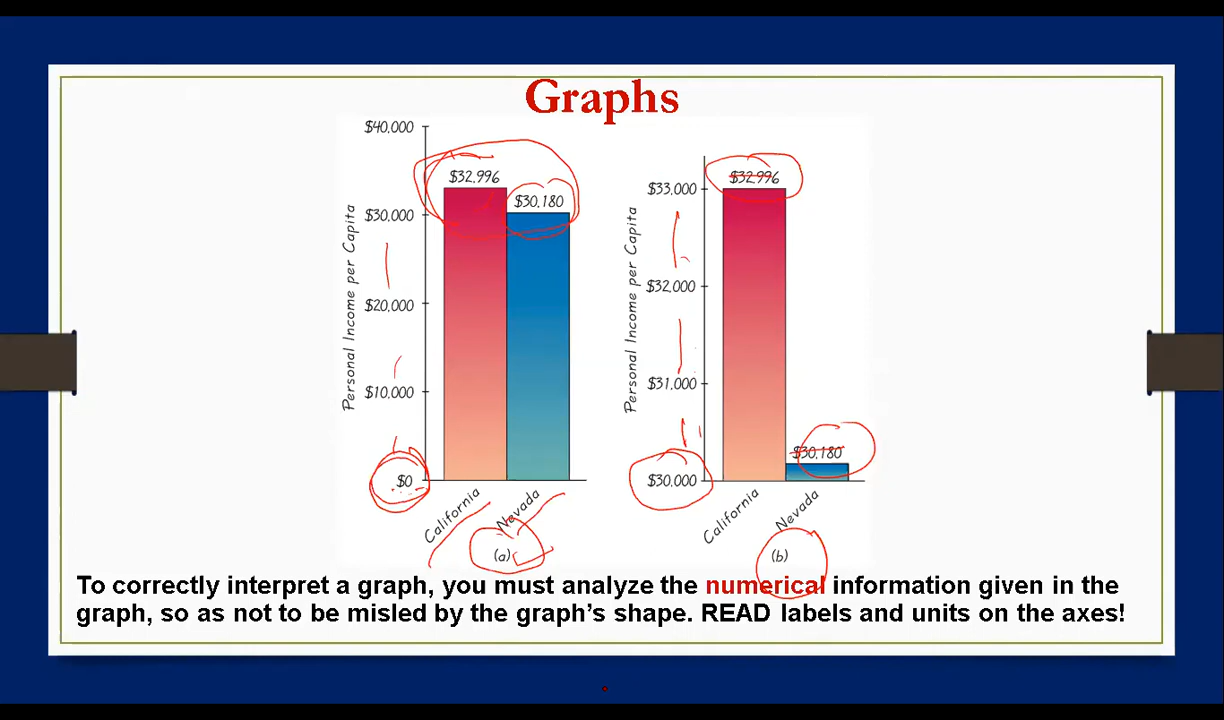 Graphs
$40,000
$30,000
$20,000
$10,000
$0
Personal Income per Capita
$32,996
$30,180
California
Nevada
(a)
$33,000
$32,000
$31,000
$30,000
Personal Income per Capita
$32,996
$30,180
California
Nevada
(b)
To correctly interpret a graph, you must analyze the numerical information given in the
graph, so as not to be misled by the graph's shape. READ labels and units on the axes!